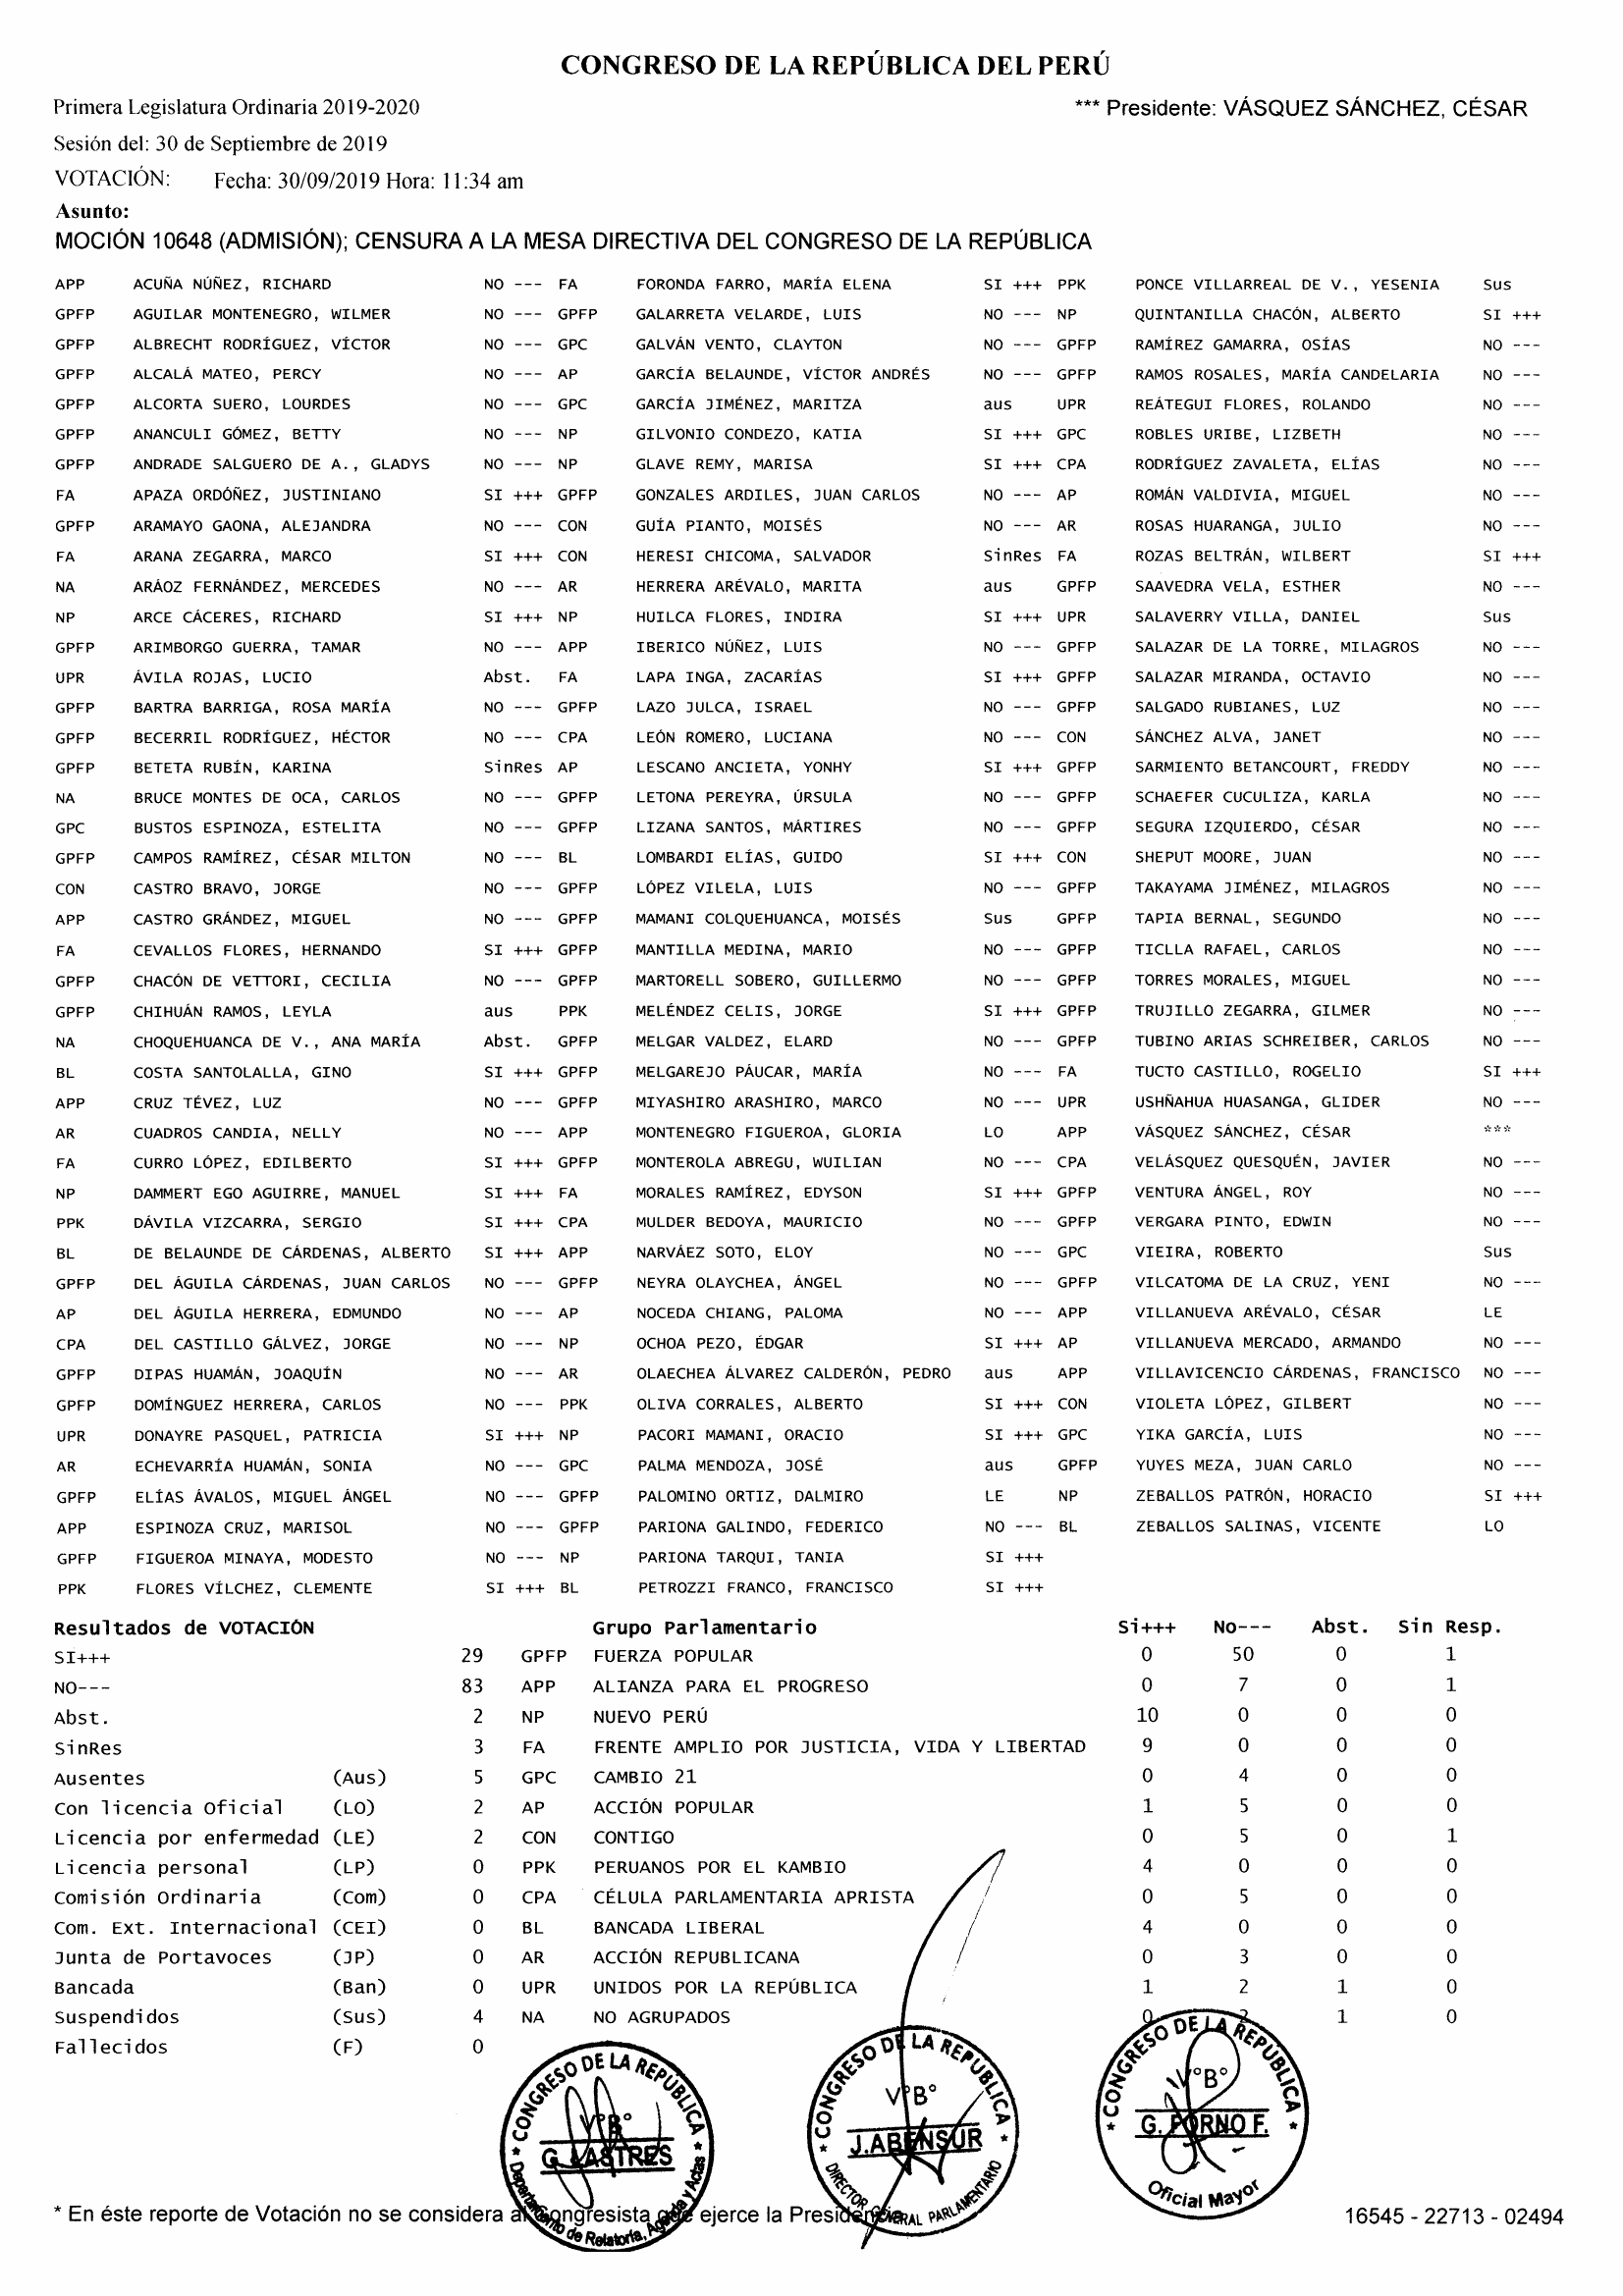 CONGRESO DE LA REPÚBLICA DEL PERÚ
Primera Legislatura Ordinaria 2019-2020 *** Presidente: VÁSQUEZ SÁNCHEZ, CÉSAR
Sesión del: 30 de Septiembre de 2019
VOTACIÓN: Fecha: 30/09/2019 Hora: 11:34 am
Asunto:
MOCIÓN 10648 (ADMISIÓN); CENSURA A LA MESA DIRECTIVA DEL CONGRESO DE LA REPÚBLICA
APP ACUÑA NÚÑEZ, RICHARD NO --- FA FORONDA FARRO, MARÍA ELENA SI +++ PPK PONCE VILLARREAL DE V., YESENIA Sus
GPFP AGUILAR MONTENEGRO, WILMER NO --- GPFP GALARRETA VELARDE, LUIS NO --- NP QUINTANILLA CHACÓN, ALBERTO SI +++
GPFP ALBRECHT RODRÍGUEZ, VÍCTOR NO --- GPC GALVÁN VENTO, CLAYTON NO --- GPFP RAMÍREZ GAMARRA, OSÍAS NO ---
GPFP ALCALÁ MATEO, PERCY NO --- AP GARCÍA BELAUNDE, VÍCTOR ANDRÉS NO --- GPFP RAMOS ROSALES, MARÍA CANDELARIA NO ---
GPFP ALCORTA SUERO, LOURDES NO --- GPC GARCÍA JIMÉNEZ, MARITZA aus UPR REÁTEGUI FLORES, ROLANDO NO ---
GPFP ANANCULI GÓMEZ, BETTY NO --- NP GILVONIO CONDEZO, KATIA SI +++ GPC ROBLES URIBE, LIZBETH NO ---
GPFP ANDRADE SALGUERO DE A., GLADYS NO --- NP GLAVE REMY, MARISA SI +++ CPA RODRÍGUEZ ZAVALETA, ELÍAS NO ---
FA APAZA ORDÓÑEZ, JUSTINIANO SI +++ GPFP GONZALES ARDILES, JUAN CARLOS NO --- AP ROMÁN VALDIVIA, MIGUEL NO ---
GPFP ARAMAYO GAONA, ALEJANDRA NO --- CON GUÍA PIANTO, MOISÉS NO --- AR ROSAS HUARANGA, JULIO NO ---
FA ARANA ZEGARRA, MARCO SI +++ CON HERESI CHICOMA, SALVADOR SinRes FA ROZAS BELTRÁN, WILBERT SI +++
NA ARÁOZ FERNÁNDEZ, MERCEDES NO --- AR HERRERA ARÉVALO, MARITA aus GPFP SAAVEDRA VELA, ESTHER NO ---
NP ARCE CÁCERES, RICHARD SI +++ NP HUILCA FLORES, INDIRA SI +++ UPR SALAVERRY VILLA, DANIEL Sus
GPFP ARIMBORGO GUERRA, TAMAR NO --- APP IBERICO NÚÑEZ, LUIS NO --- GPFP SALAZAR DE LA TORRE, MILAGROS NO ---
UPR ÁVILA ROJAS, LUCIO Abst. FA LAPA INGA, ZACARÍAS SI +++ GPFP SALAZAR MIRANDA, OCTAVIO NO ---
GPFP BARTRA BARRIGA, ROSA MARÍA NO --- GPFP LAZO JULCA, ISRAEL NO --- GPFP SALGADO RUBIANES, LUZ NO ---
GPFP BECERRIL RODRÍGUEZ, HÉCTOR NO --- CPA LEÓN ROMERO, LUCIANA NO --- CON SÁNCHEZ ALVA, JANET NO ---
GPFP BETETA RUBÍN, KARINA SinRes AP LESCANO ANCIETA, YONHY SI +++ GPFP SARMIENTO BETANCOURT, FREDDY NO ---
NA BRUCE MONTES DE OCA, CARLOS NO --- GPFP LETONA PEREYRA, ÚRSULA NO --- GPFP SCHAEFER CUCULIZA, KARLA NO ---
GPC BUSTOS ESPINOZA, ESTELITA NO --- GPFP LIZANA SANTOS, MÁRTIRES NO --- GPFP SEGURA IZQUIERDO, CÉSAR NO ---
GPFP CAMPOS RAMÍREZ, CÉSAR MILTON NO --- BL LOMBARDI ELÍAS, GUIDO SI +++ CON SHEPUT MOORE, JUAN NO ---
CON CASTRO BRAVO, JORGE NO --- GPFP LÓPEZ VILELA, LUIS NO --- GPFP TAKAYAMA JIMÉNEZ, MILAGROS NO ---
APP CASTRO GRÁNDEZ, MIGUEL NO --- GPFP MAMANI COLQUEHUANCA, MOISÉS Sus GPFP TAPIA BERNAL, SEGUNDO NO ---
FA CEVALLOS FLORES, HERNANDO SI +++ GPFP MANTILLA MEDINA, MARIO NO --- GPFP TICLLA RAFAEL, CARLOS NO ---
GPFP CHACÓN DE VETTORI, CECILIA NO --- GPFP MARTORELL SOBERO, GUILLERMO NO --- GPFP TORRES MORALES, MIGUEL NO ---
GPFP CHIHUÁN RAMOS, LEYLA aus PPK MELÉNDEZ CELIS, JORGE SI +++ GPFP TRUJILLO ZEGARRA, GILMER NO ---
NA CHOQUEHUANCA DE V., ANA MARÍA Abst. GPFP MELGAR VALDEZ, ELARD NO --- GPFP TUBINO ARIAS SCHREIBER, CARLOS NO ---
BL COSTA SANTOLALLA, GINO SI +++ GPFP MELGAREJO PÁUCAR, MARÍA NO --- FA TUCTO CASTILLO, ROGELIO SI +++
APP CRUZ TÉVEZ, LUZ NO --- GPFP MIYASHIRO ARASHIRO, MARCO NO --- UPR USHÑAHUA HUASANGA, GLIDER NO ---
AR CUADROS CANDIA, NELLY NO --- APP MONTENEGRO FIGUEROA, GLORIA LO APP VÁSQUEZ SÁNCHEZ, CÉSAR ***
FA CURRO LÓPEZ, EDILBERTO SI +++ GPFP MONTEROLA ABREGU, WUILIAN NO --- CPA VELÁSQUEZ QUESQUÉN, JAVIER NO ---
NP DAMMERT EGO AGUIRRE, MANUEL SI +++ FA MORALES RAMÍREZ, EDYSON SI +++ GPFP VENTURA ÁNGEL, ROY NO ---
PPK DÁVILA VIZCARRA, SERGIO SI +++ CPA MULDER BEDOYA, MAURICIO NO --- GPFP VERGARA PINTO, EDWIN NO ---
BL DE BELAUNDE DE CÁRDENAS, ALBERTO SI +++ APP NARVÁEZ SOTO, ELOY NO --- GPC VIEIRA, ROBERTO Sus
GPFP DEL ÁGUILA CÁRDENAS, JUAN CARLOS NO --- GPFP NEYRA OLAYCHEA, ÁNGEL NO --- GPFP VILCATOMA DE LA CRUZ, YENI NO ---
AP DEL ÁGUILA HERRERA, EDMUNDO NO --- AP NOCEDA CHIANG, PALOMA NO --- APP VILLANUEVA ARÉVALO, CÉSAR LE
CPA DEL CASTILLO GÁLVEZ, JORGE NO --- NP OCHOA PEZO, ÉDGAR SI +++ AP VILLANUEVA MERCADO, ARMANDO NO ---
GPFP DIPAS HUAMÁN, JOAQUÍN NO --- AR OLAECHEA ÁLVAREZ CALDERÓN, PEDRO aus APP VILLAVICENCIO CÁRDENAS, FRANCISCO NO ---
GPFP DOMÍNGUEZ HERRERA, CARLOS NO --- PPK OLIVA CORRALES, ALBERTO SI +++ CON VIOLETA LÓPEZ, GILBERT NO ---
UPR DONAYRE PASQUEL, PATRICIA SI +++ NP PACORI MAMANI, ORACIO SI +++ GPC YIKA GARCÍA, LUIS NO ---
AR ECHEVARRÍA HUAMÁN, SONIA NO --- GPC PALMA MENDOZA, JOSÉ aus GPFP YUYES MEZA, JUAN CARLO NO ---
GPFP ELÍAS ÁVALOS, MIGUEL ÁNGEL NO --- GPFP PALOMINO ORTIZ, DALMIRO LE NP ZEBALLOS PATRÓN, HORACIO SI +++
APP ESPINOZA CRUZ, MARISOL NO --- GPFP PARIONA GALINDO, FEDERICO NO --- BL ZEBALLOS SALINAS, VICENTE LO
GPFP FIGUEROA MINAYA, MODESTO NO --- NP PARIONA TARQUI, TANIA SI +++
PPK FLORES VÍLCHEZ, CLEMENTE SI +++ BL PETROZZI FRANCO, FRANCISCO SI +++
Resultados de VOTACIÓN Grupo Parlamentario Si+++ No--- Abst. Sin Resp.
SI+++ 29 GPFP FUERZA POPULAR 0 50 0 1
NO--- 83 APP ALIANZA PARA EL PROGRESO 0 7 0 1
Abst. 2 NP NUEVO PERÚ 10 0 0 0
SinRes 3 FA FRENTE AMPLIO POR JUSTICIA, VIDA Y LIBERTAD 9 0 0 0
Ausentes (Aus) 5 GPC CAMBIO 21 0 4 0 0
Con licencia Oficial (LO) 2 AP ACCIÓN POPULAR 1 5 0 0
Licencia por enfermedad (LE) 2 CON CONTIGO 0 5 0 1
Licencia personal (LP) 0 PPK PERUANOS POR EL KAMBIO 4 0 0 0
Comisión Ordinaria (Com) 0 CPA CÉLULA PARLAMENTARIA APRISTA 0 5 0 0
Com. Ext. Internacional (CEI) 0 BL BANCADA LIBERAL 4 0 0 0
Junta de Portavoces (JP) 0 AR ACCIÓN REPUBLICANA 0 3 0 0
Bancada (Ban) 0 UPR UNIDOS POR LA REPÚBLICA 1 2 1 0
Suspendidos (Sus) 4 NA NO AGRUPADOS 0 2 1 0
Fallecidos (F) 0
CONGRESO DE LA REPÚBLICA
V°B°
G. LASTRES
Departamento de Relatoría, Agenda y Actas
CONGRESO DE LA REPUBLICA
V°B°
J. ABENSUR
DIRECTOR GENERAL PARLAMENTARIO
CONGRESO DE LA REPÚBLICA
V°B°
G. FORNO F.
Oficial Mayor
* En éste reporte de Votación no se considera al Congresista que ejerce la Presidencia 16545 - 22713 - 02494